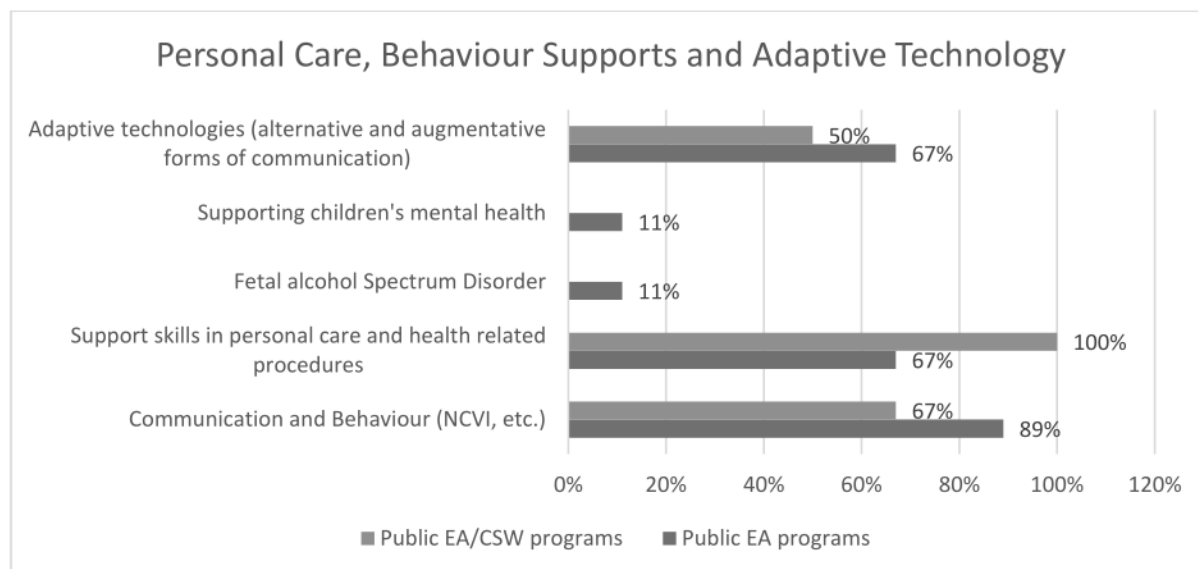 Personal Care, Behaviour Supports and Adaptive Technology
Adaptive technologies (alternative and augmentative
forms of communication)
50%
67%
Supporting children's mental health
11%
Fetal alcohol Spectrum Disorder
11%
Support skills in personal care and health related
procedures
100%
67%
Communication and Behaviour (NCVI, etc.)
67%
89%
0% 20% 40% 60% 80% 100% 120%
Public EA/CSW programs Public EA programs